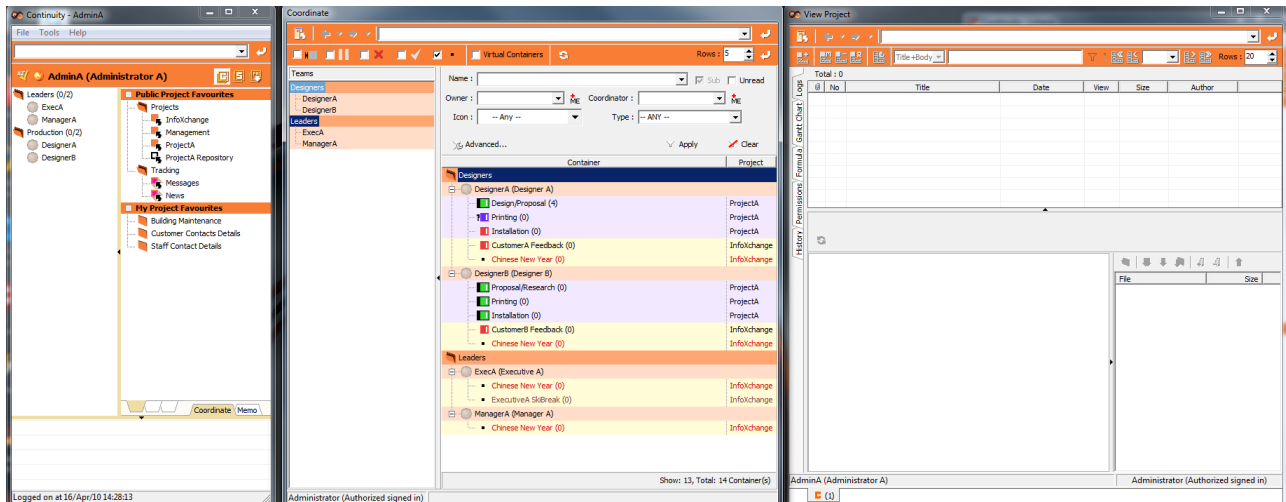 Continuity - AdminA
File Tools Help
AdminA (Administrator A)
Leaders (0/2)
ExecA
ManagerA
Production (0/2)
DesignerA
DesignerB
Public Project Favourites
Projects
InfoXchange
Management
ProjectA
ProjectA Repository
Tracking
Messages
News
My Project Favourites
Building Maintenance
Customer Contacts Details
Staff Contact Details
Coordinate
Memo
Logged on at 16/Apr/10 14:28:13
Coordinate
Virtual Containers
Rows : 5
Teams
Designers
DesignerA
DesignerB
Leaders
ExecA
ManagerA
Name :
Sub
Unread
Owner :
ME
Coordinator :
ME
Icon : -- Any --
Type : -- ANY --
Advanced...
Apply
Clear
Container Project
Designers
DesignerA (Designer A)
Design/Proposal (4) ProjectA
Printing (0) ProjectA
Installation (0) ProjectA
CustomerA Feedback (0) InfoXchange
Chinese New Year (0) InfoXchange
DesignerB (Designer B)
Proposal/Research (0) ProjectA
Printing (0) ProjectA
Installation (0) ProjectA
CustomerB Feedback (0) InfoXchange
Chinese New Year (0) InfoXchange
Leaders
ExecA (Executive A)
Chinese New Year (0) InfoXchange
ExecutiveA SkiBreak (0) InfoXchange
ManagerA (Manager A)
Chinese New Year (0) InfoXchange
Show: 13, Total: 14 Container(s)
Administrator (Authorized signed in)
View Project
Title+Body
Rows : 20
Total : 0
No Title Date View Size Author
Logs
Gantt Chart
Formula
Permissions
History
File Size
AdminA (Administrator A)
Administrator (Authorized signed in)
(1)